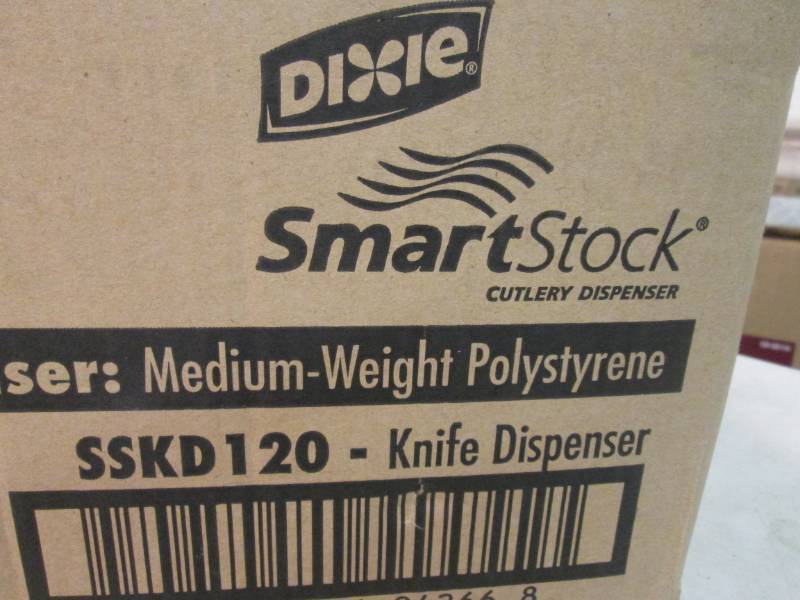 DIXIE®
SmartStock®
CUTLERY DISPENSER
ser: Medium-Weight Polystyrene
SSKD120 - Knife Dispenser